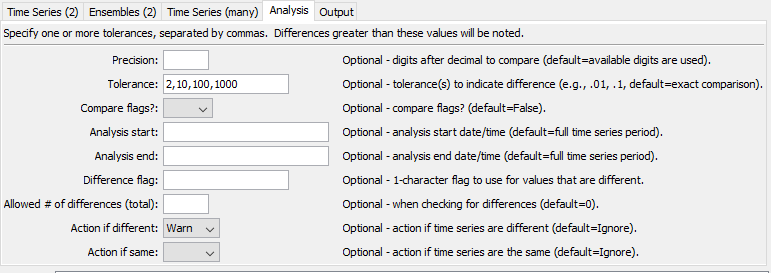 Time Series (2) Ensembles (2) Time Series (many) Analysis Output
Specify one or more tolerances, separated by commas. Differences greater than these values will be noted.
Precision: Optional - digits after decimal to compare (default=available digits are used).
Tolerance: 2,10,100,1000 Optional - tolerance(s) to indicate difference (e.g., .01, .1, default=exact comparison).
Compare flags?: Optional - compare flags? (default=False).
Analysis start: Optional - analysis start date/time (default=full time series period).
Analysis end: Optional - analysis end date/time (default=full time series period).
Difference flag: Optional - 1-character flag to use for values that are different.
Allowed # of differences (total): Optional - when checking for differences (default=0).
Action if different: Warn Optional - action if time series are different (default=Ignore).
Action if same: Optional - action if time series are the same (default=Ignore).